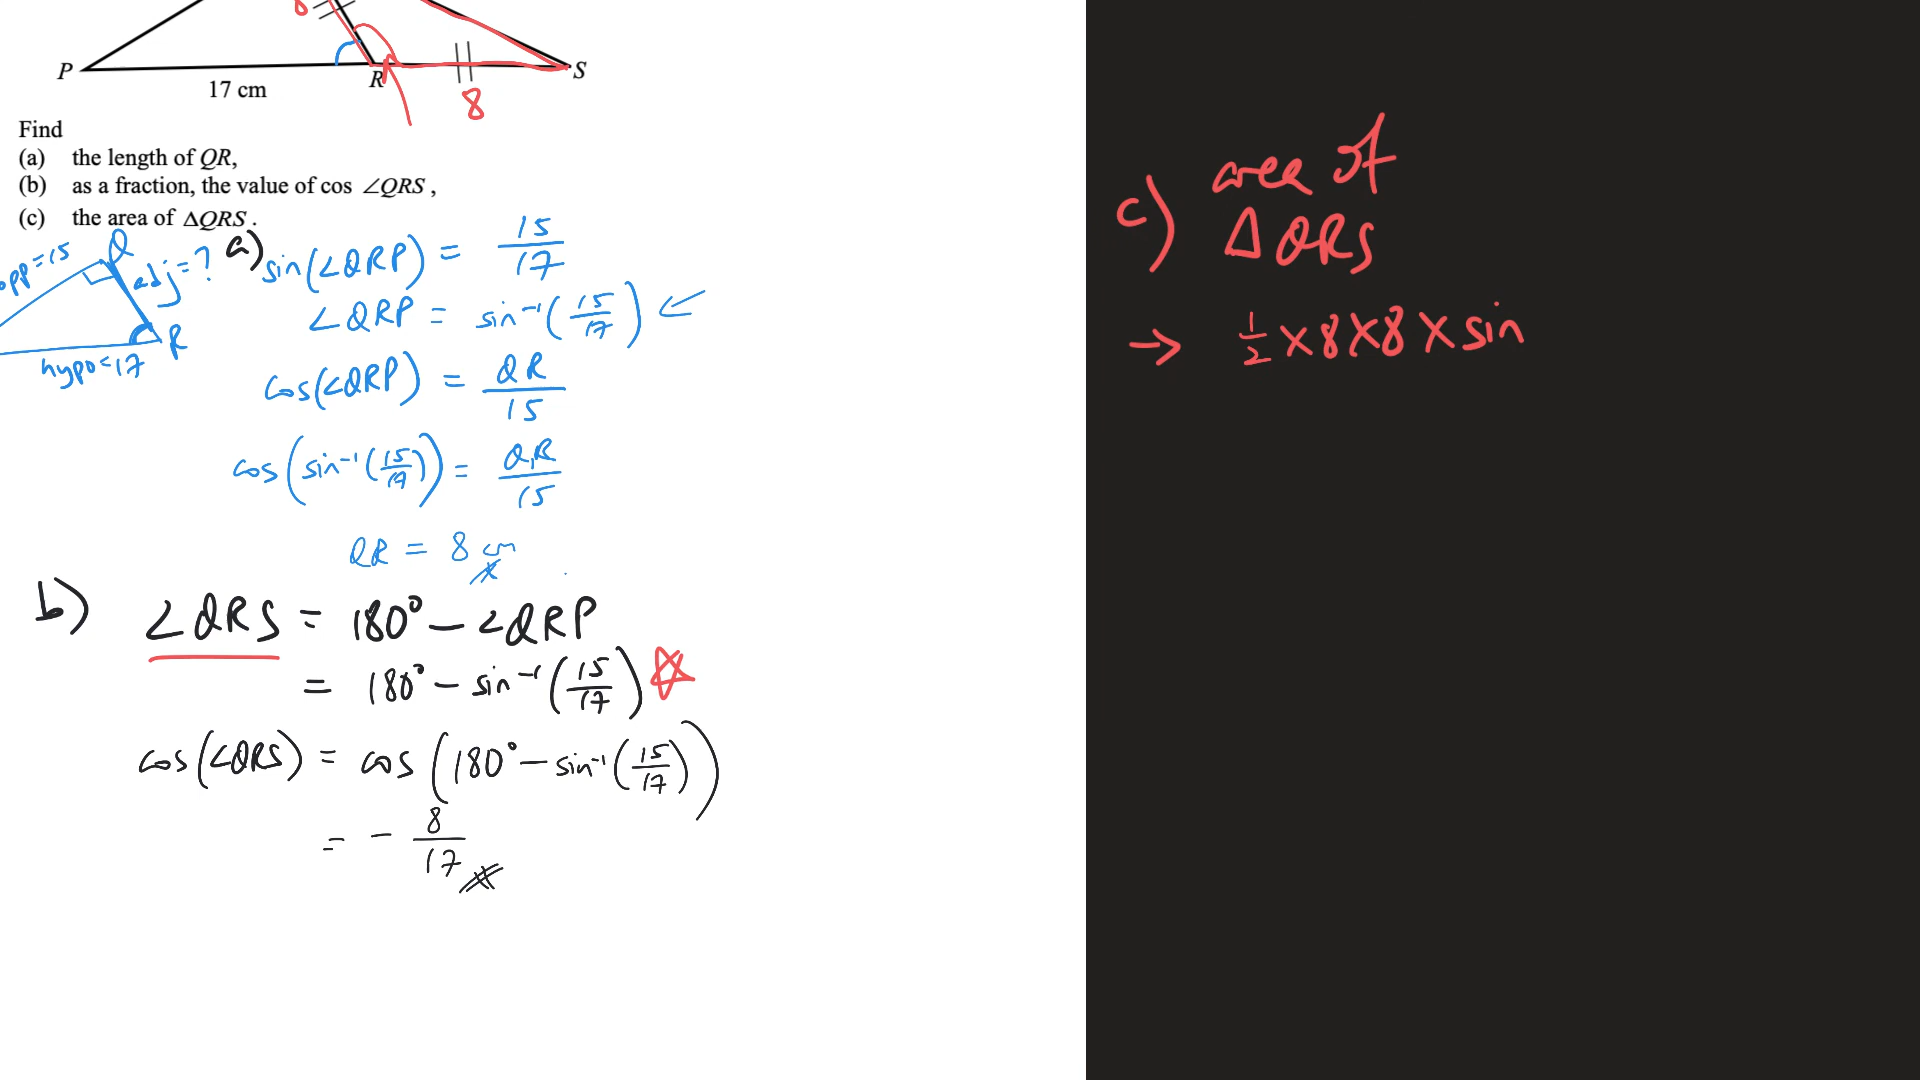 8
P
R
S
17 cm
8
Find
(a) the length of QR,
(b) as a fraction, the value of cos ∠QRS ,
(c) the area of ΔQRS .
opp=15
Q
adj=?
R
hypo=17
a) sin(∠QRP) = 15/17
∠QRP = sin⁻¹(15/17) ←
cos(∠QRP) = QR/15
cos(sin⁻¹(15/17)) = QR/15
QR = 8 cm
b) ∠QRS = 180° − ∠QRP
= 180° − sin⁻¹(15/17)
cos(∠QRS) = cos(180° − sin⁻¹(15/17))
= − 8/17
c) area of
Δ QRS
→ 1/2 × 8 × 8 × sin